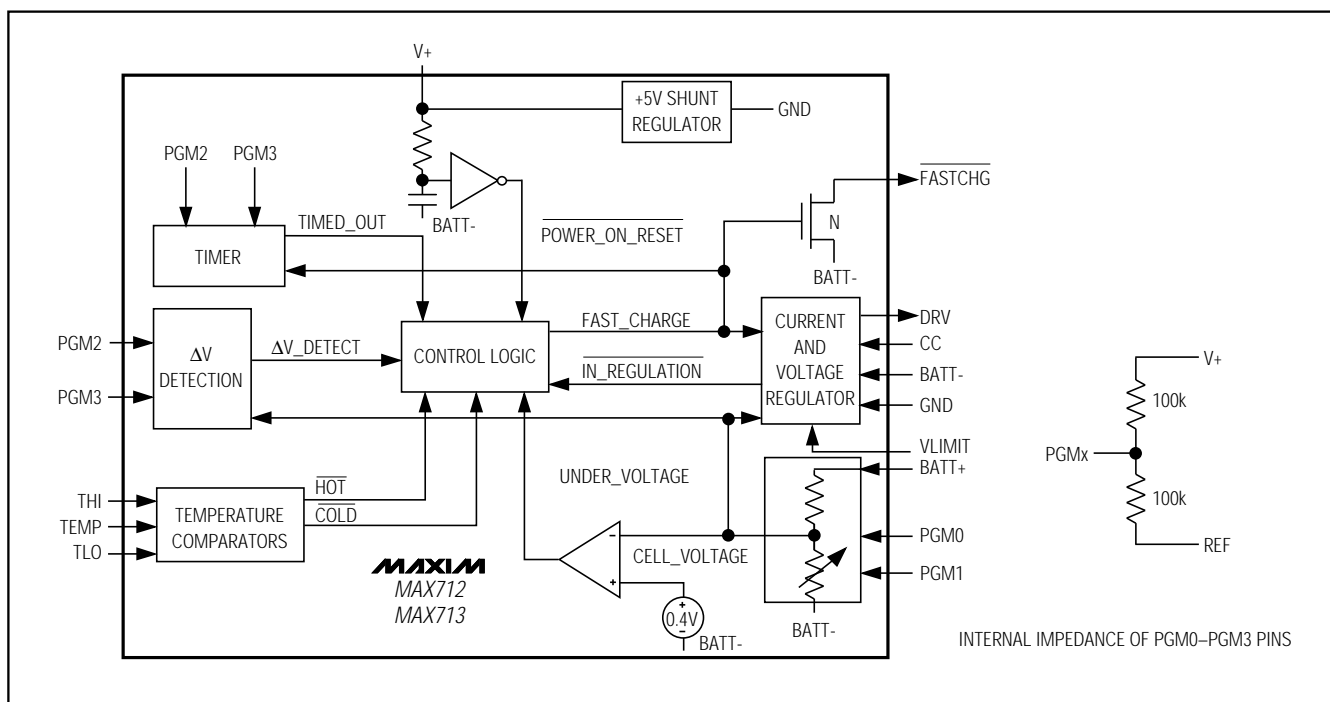 V+
+5V SHUNT
REGULATOR
GND
PGM2
PGM3
FASTCHG
N
BATT-
TIMED_OUT
POWER_ON_RESET
TIMER
BATT-
DRV
PGM2
ΔV
DETECTION
ΔV_DETECT
CONTROL LOGIC
FAST_CHARGE
CURRENT
AND
VOLTAGE
REGULATOR
CC
IN_REGULATION
BATT-
PGM3
GND
V+
100k
VLIMIT
PGMx
BATT+
UNDER_VOLTAGE
100k
THI
HOT
TEMP
TEMPERATURE
COMPARATORS
COLD
TLO
-
CELL_VOLTAGE
PGM0
REF
MAXIM
MAX712
MAX713
+
PGM1
+
0.4V
-
BATT-
BATT-
INTERNAL IMPEDANCE OF PGM0–PGM3 PINS